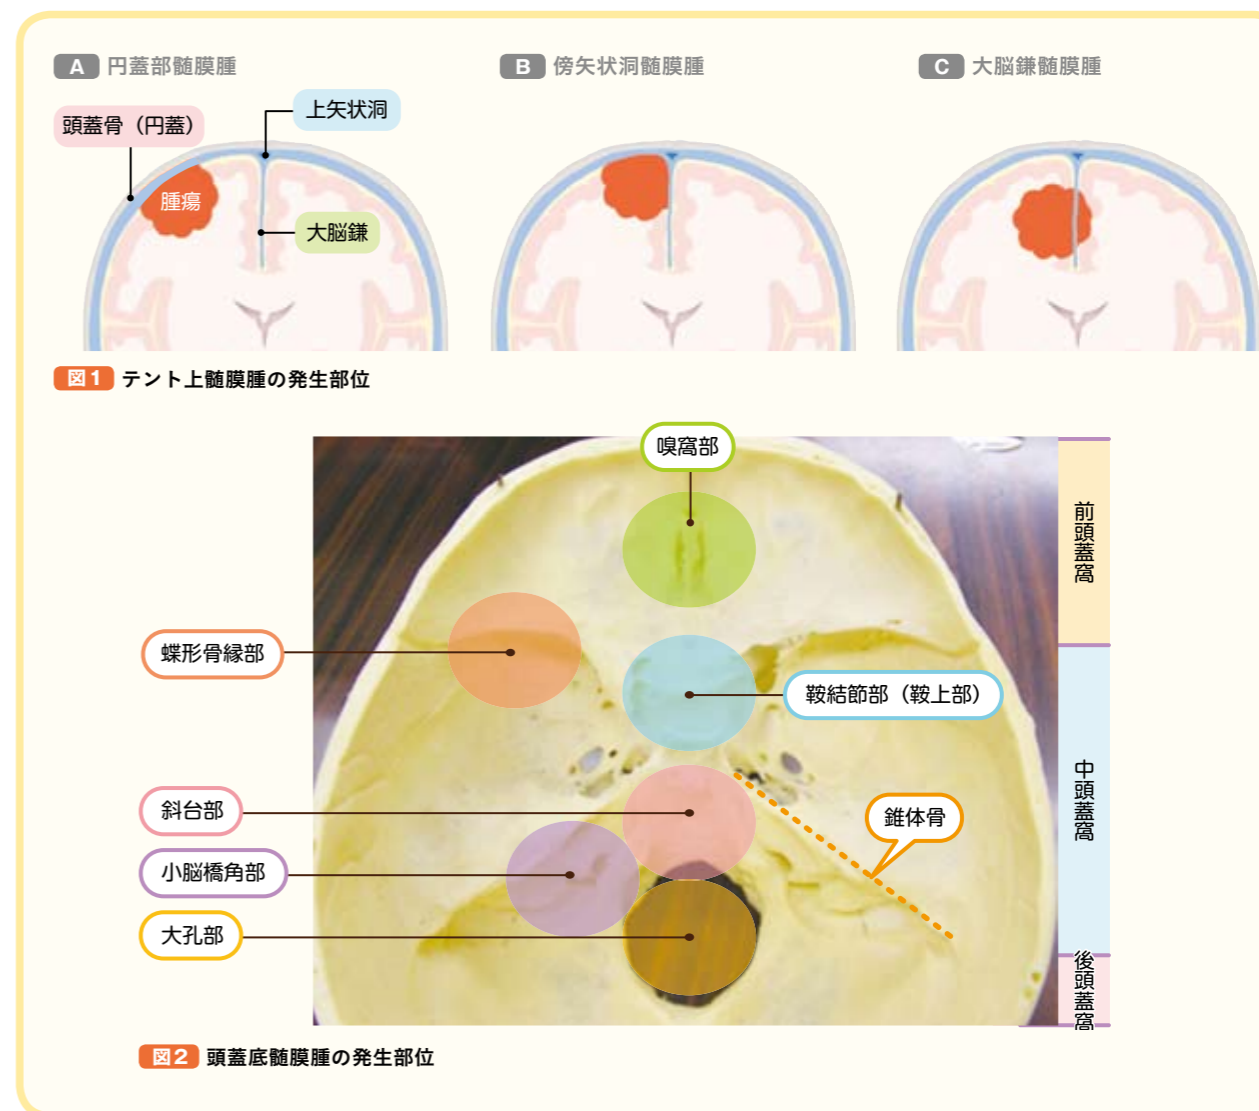 A 円蓋部髄膜腫
B 傍矢状洞髄膜腫
C 大脳鎌髄膜腫
頭蓋骨（円蓋）
上矢状洞
腫瘍
大脳鎌
図1 テント上髄膜腫の発生部位
嗅窩部
前頭蓋窩
蝶形骨縁部
鞍結節部（鞍上部）
中頭蓋窩
斜台部
錐体骨
小脳橋角部
大孔部
後頭蓋窩
図2 頭蓋底髄膜腫の発生部位